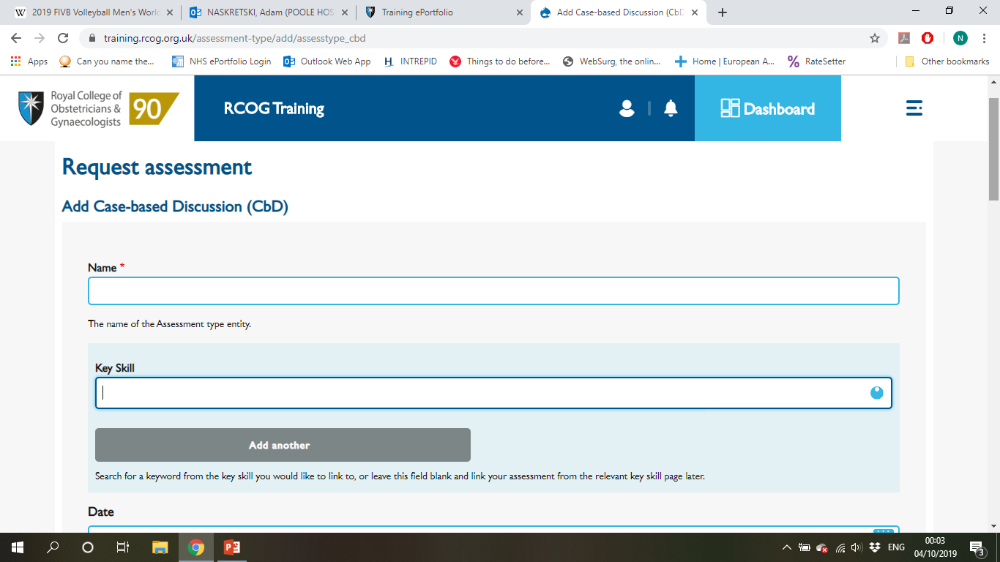 2019 FIVB Volleyball Men's World
NASKRETSKI, Adam (POOLE HOS
Training ePortfolio
Add Case-based Discussion (CbD
training.rcog.org.uk/assessment-type/add/assesstype_cbd
N
Apps
Can you name the...
NHS ePortfolio Login
Outlook Web App
INTREPID
Things to do before...
WebSurg, the onlin...
Home | European A...
RateSetter
Other bookmarks
Royal College of
Obstetricians &
Gynaecologists
90
RCOG Training
Dashboard
Request assessment
Add Case-based Discussion (CbD)
Name *
The name of the Assessment type entity.
Key Skill
Add another
Search for a keyword from the key skill you would like to link to, or leave this field blank and link your assessment from the relevant key skill page later.
Date
ENG
00:03
04/10/2019
3